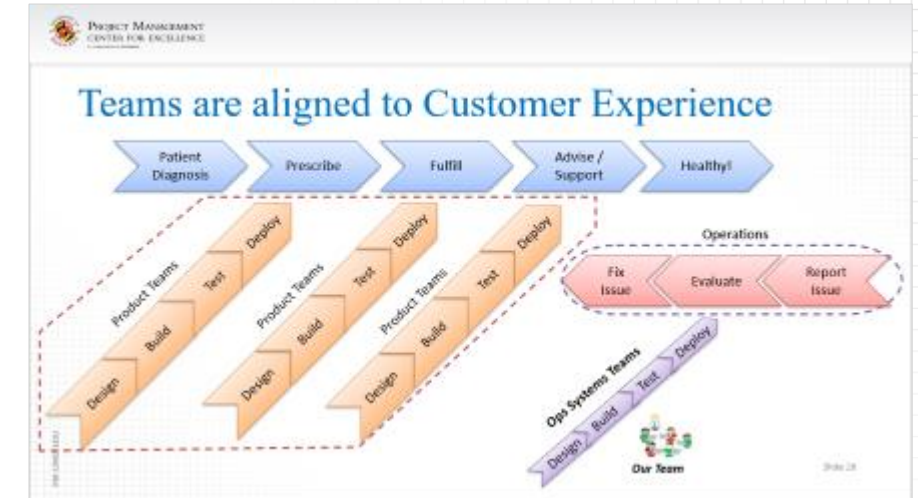 PROJECT MANAGEMENT
CENTER FOR EXCELLENCE
Teams are aligned to Customer Experience
Patient
Diagnosis
Prescribe
Fulfill
Advise /
Support
Healthy!
Operations
Fix
Issue
Evaluate
Report
Issue
Product Teams
Design
Build
Test
Deploy
Product Teams
Design
Build
Test
Deploy
Product Teams
Design
Build
Test
Deploy
Ops Systems Teams
Design
Build
Test
Deploy
Our Team